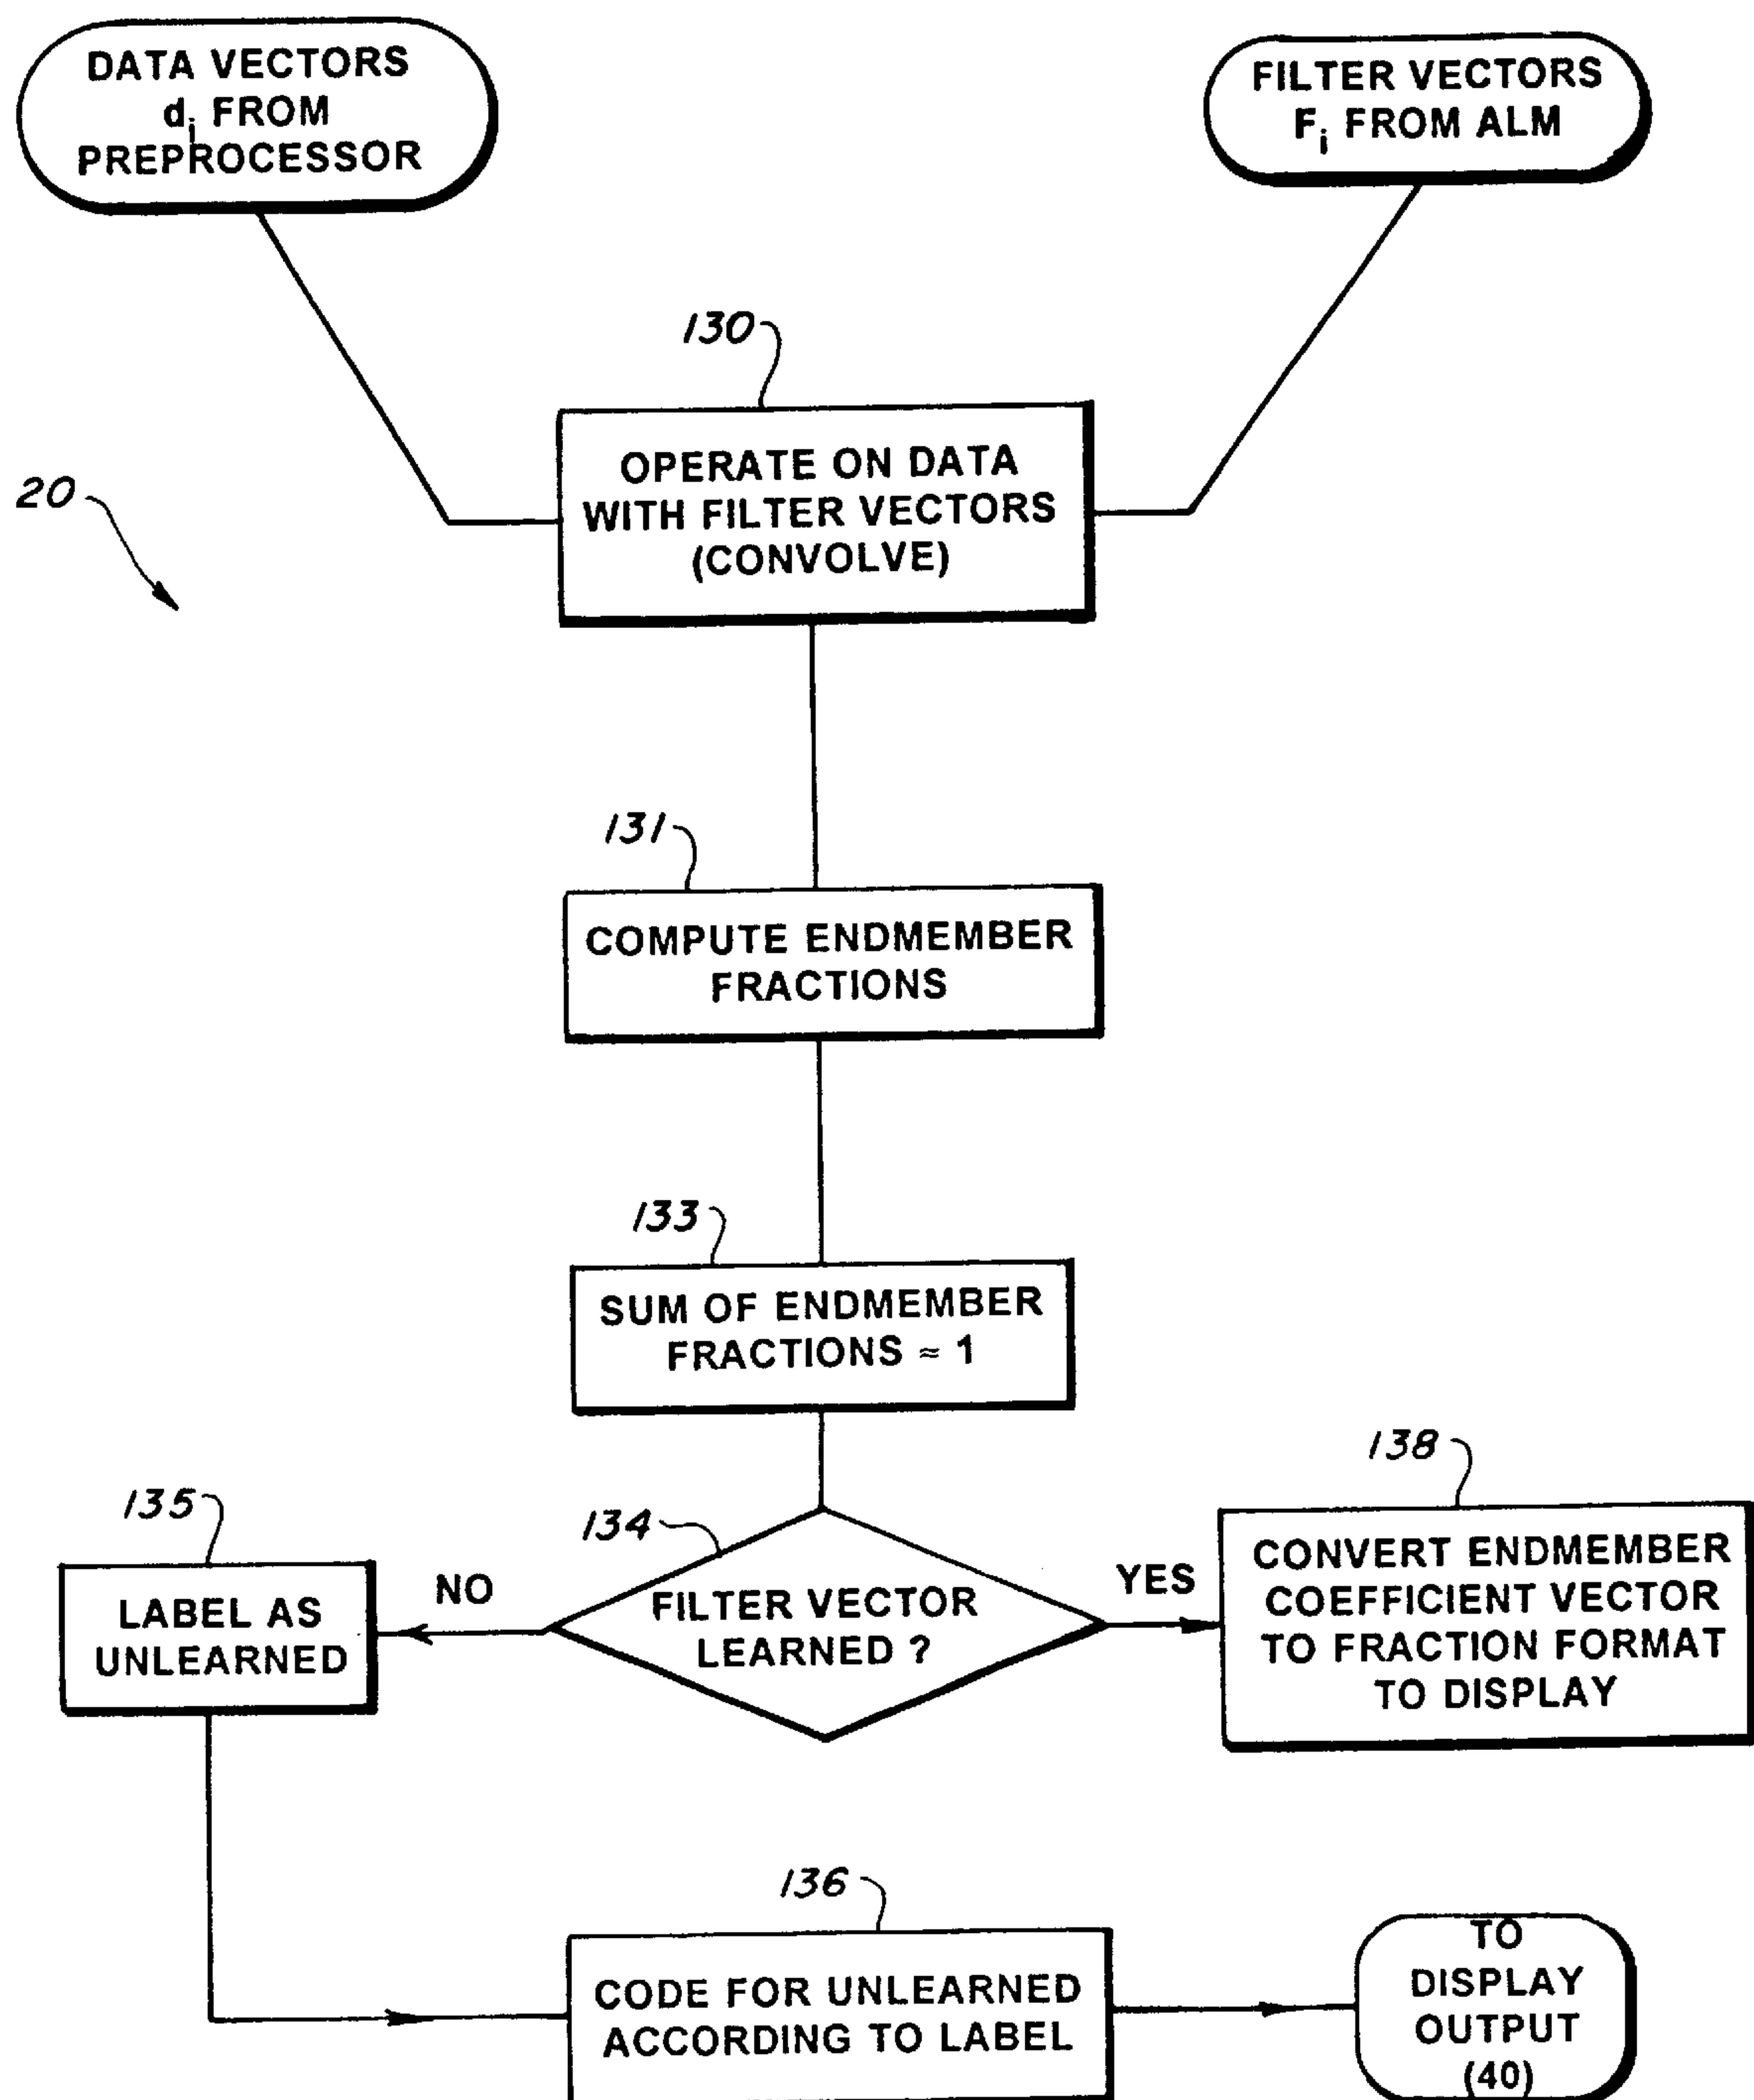 DATA VECTORS
di FROM
PREPROCESSOR
FILTER VECTORS
Fi FROM ALM
130
20
OPERATE ON DATA
WITH FILTER VECTORS
(CONVOLVE)
131
COMPUTE ENDMEMBER
FRACTIONS
133
SUM OF ENDMEMBER
FRACTIONS ≈ 1
138
135
134
LABEL AS
UNLEARNED
NO
FILTER VECTOR
LEARNED ?
YES
CONVERT ENDMEMBER
COEFFICIENT VECTOR
TO FRACTION FORMAT
TO DISPLAY
136
CODE FOR UNLEARNED
ACCORDING TO LABEL
TO
DISPLAY
OUTPUT
(40)